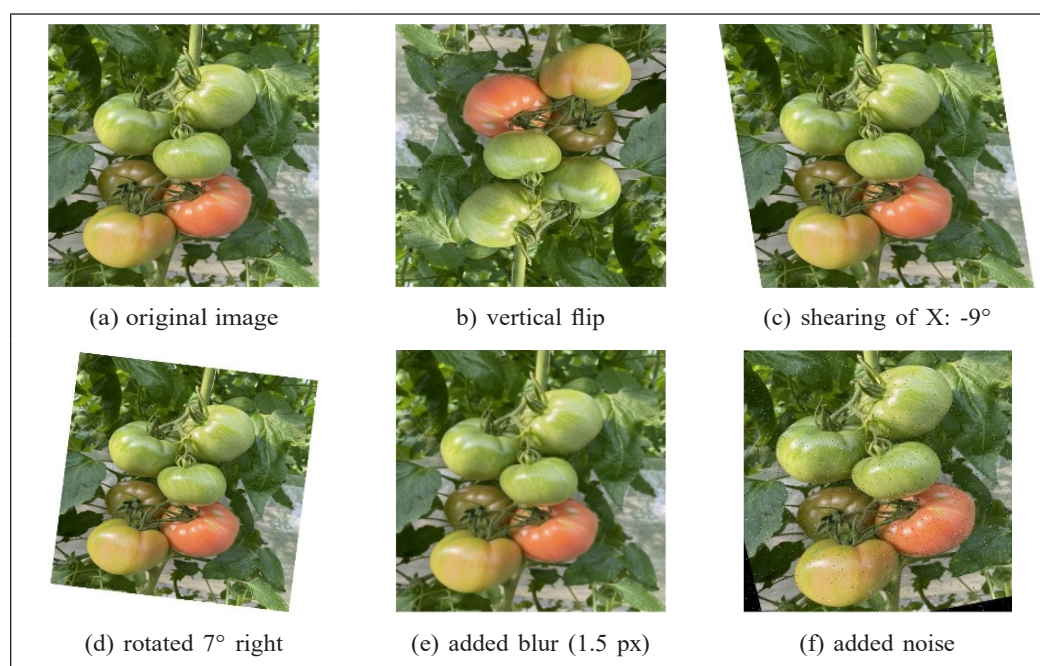 (a) original image
b) vertical flip
(c) shearing of X: -9°
(d) rotated 7° right
(e) added blur (1.5 px)
(f) added noise